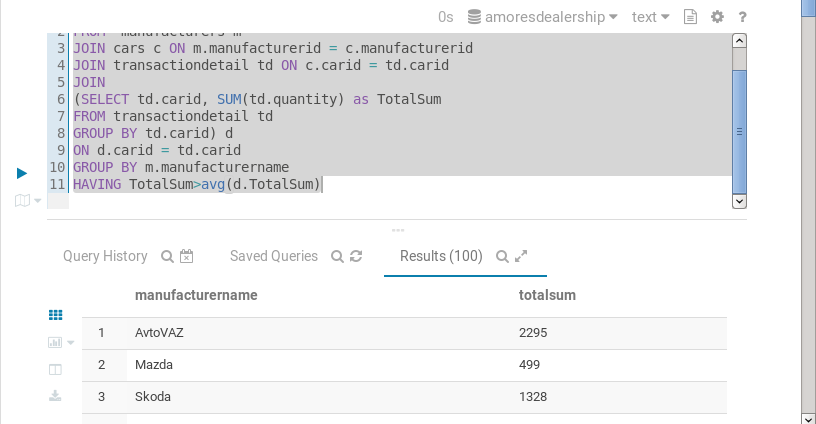 0s amoresdealership text ?
2 FROM manufacturers m
3 JOIN cars c ON m.manufacturerid = c.manufacturerid
4 JOIN transactiondetail td ON c.carid = td.carid
5 JOIN
6 (SELECT td.carid, SUM(td.quantity) as TotalSum
7 FROM transactiondetail td
8 GROUP BY td.carid) d
9 ON d.carid = td.carid
10 GROUP BY m.manufacturername
11 HAVING TotalSum>avg(d.TotalSum)
Query History Saved Queries Results (100)
manufacturername totalsum
1 AvtoVAZ 2295
2 Mazda 499
3 Skoda 1328